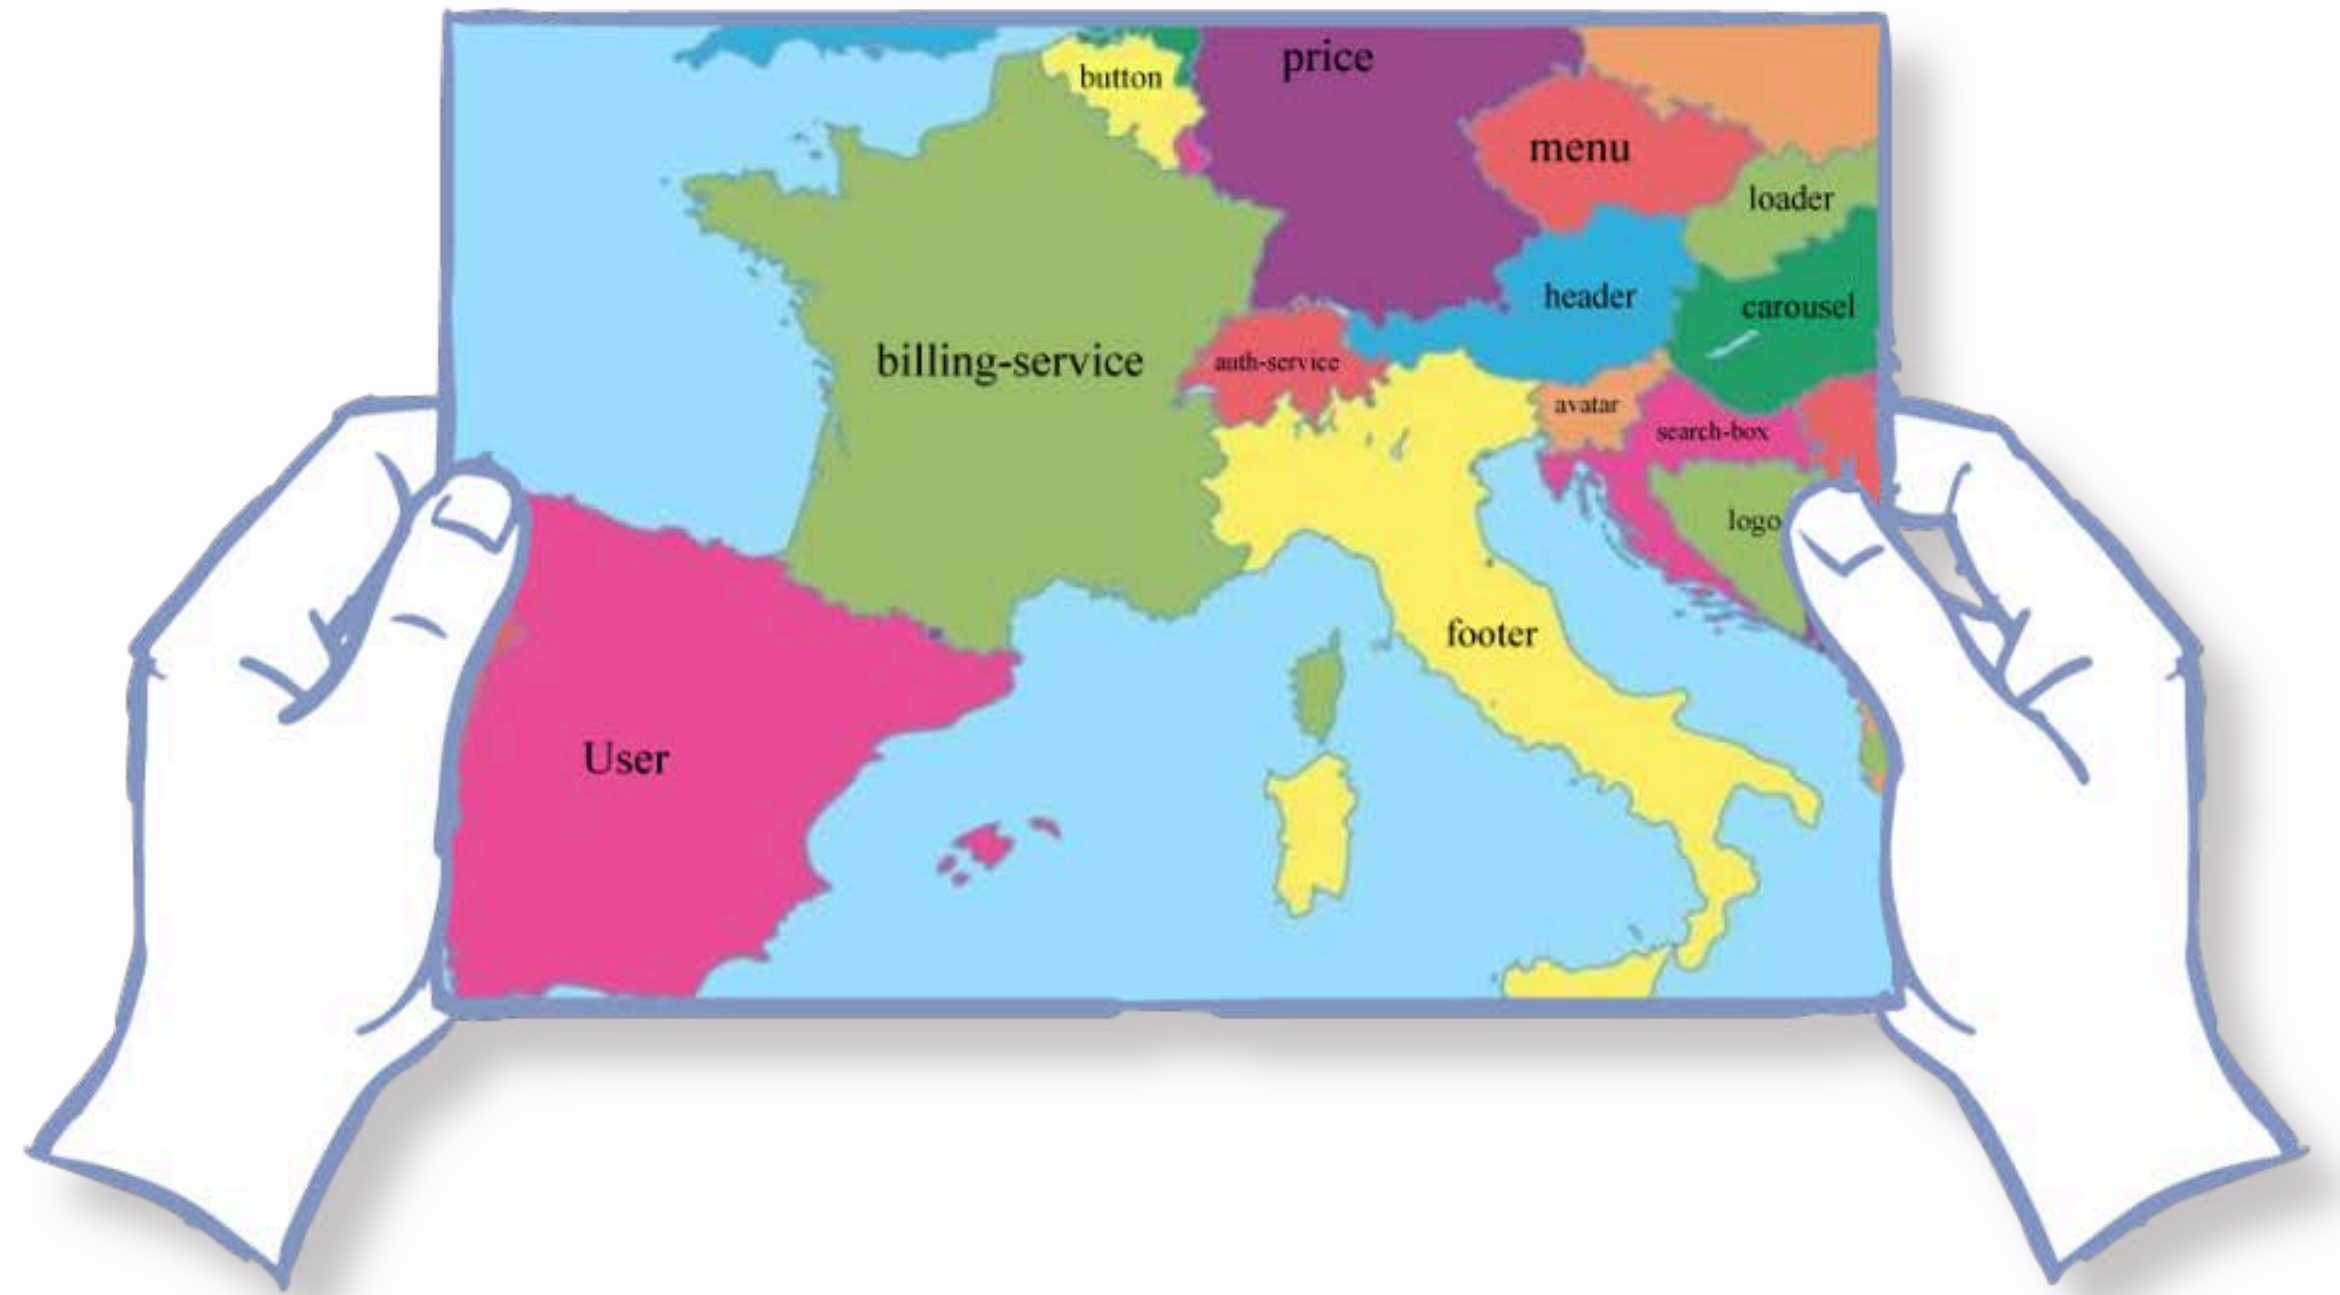 price
button
menu
loader
header
carousel
billing-service
auth-service
avatar
search-box
logo
footer
User